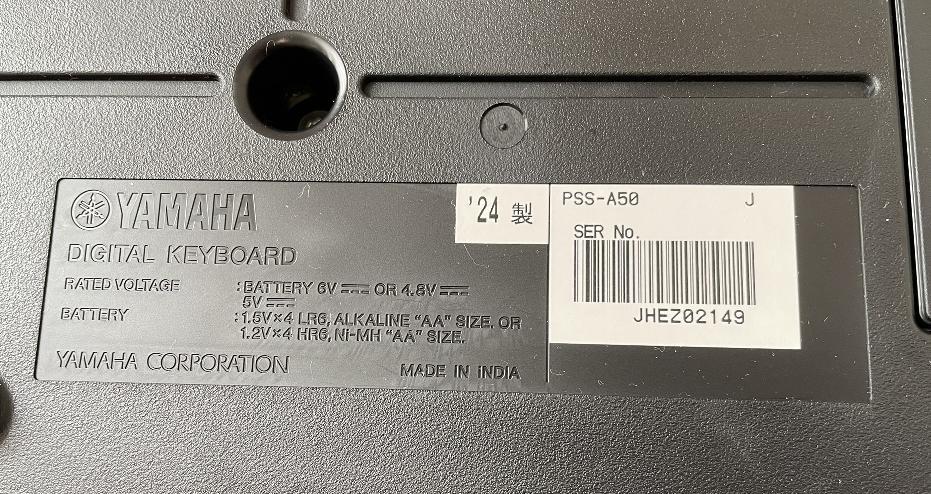 YAMAHA
'24 製
DIGITAL KEYBOARD
RATED VOLTAGE :BATTERY 6V ⎓ OR 4.8V ⎓
5V ⎓
BATTERY :1.5V×4 LR6, ALKALINE “AA” SIZE. OR
1.2V×4 HR6, Ni-MH “AA” SIZE.
YAMAHA CORPORATION MADE IN INDIA
PSS-A50 J
SER No.
JHEZ02149